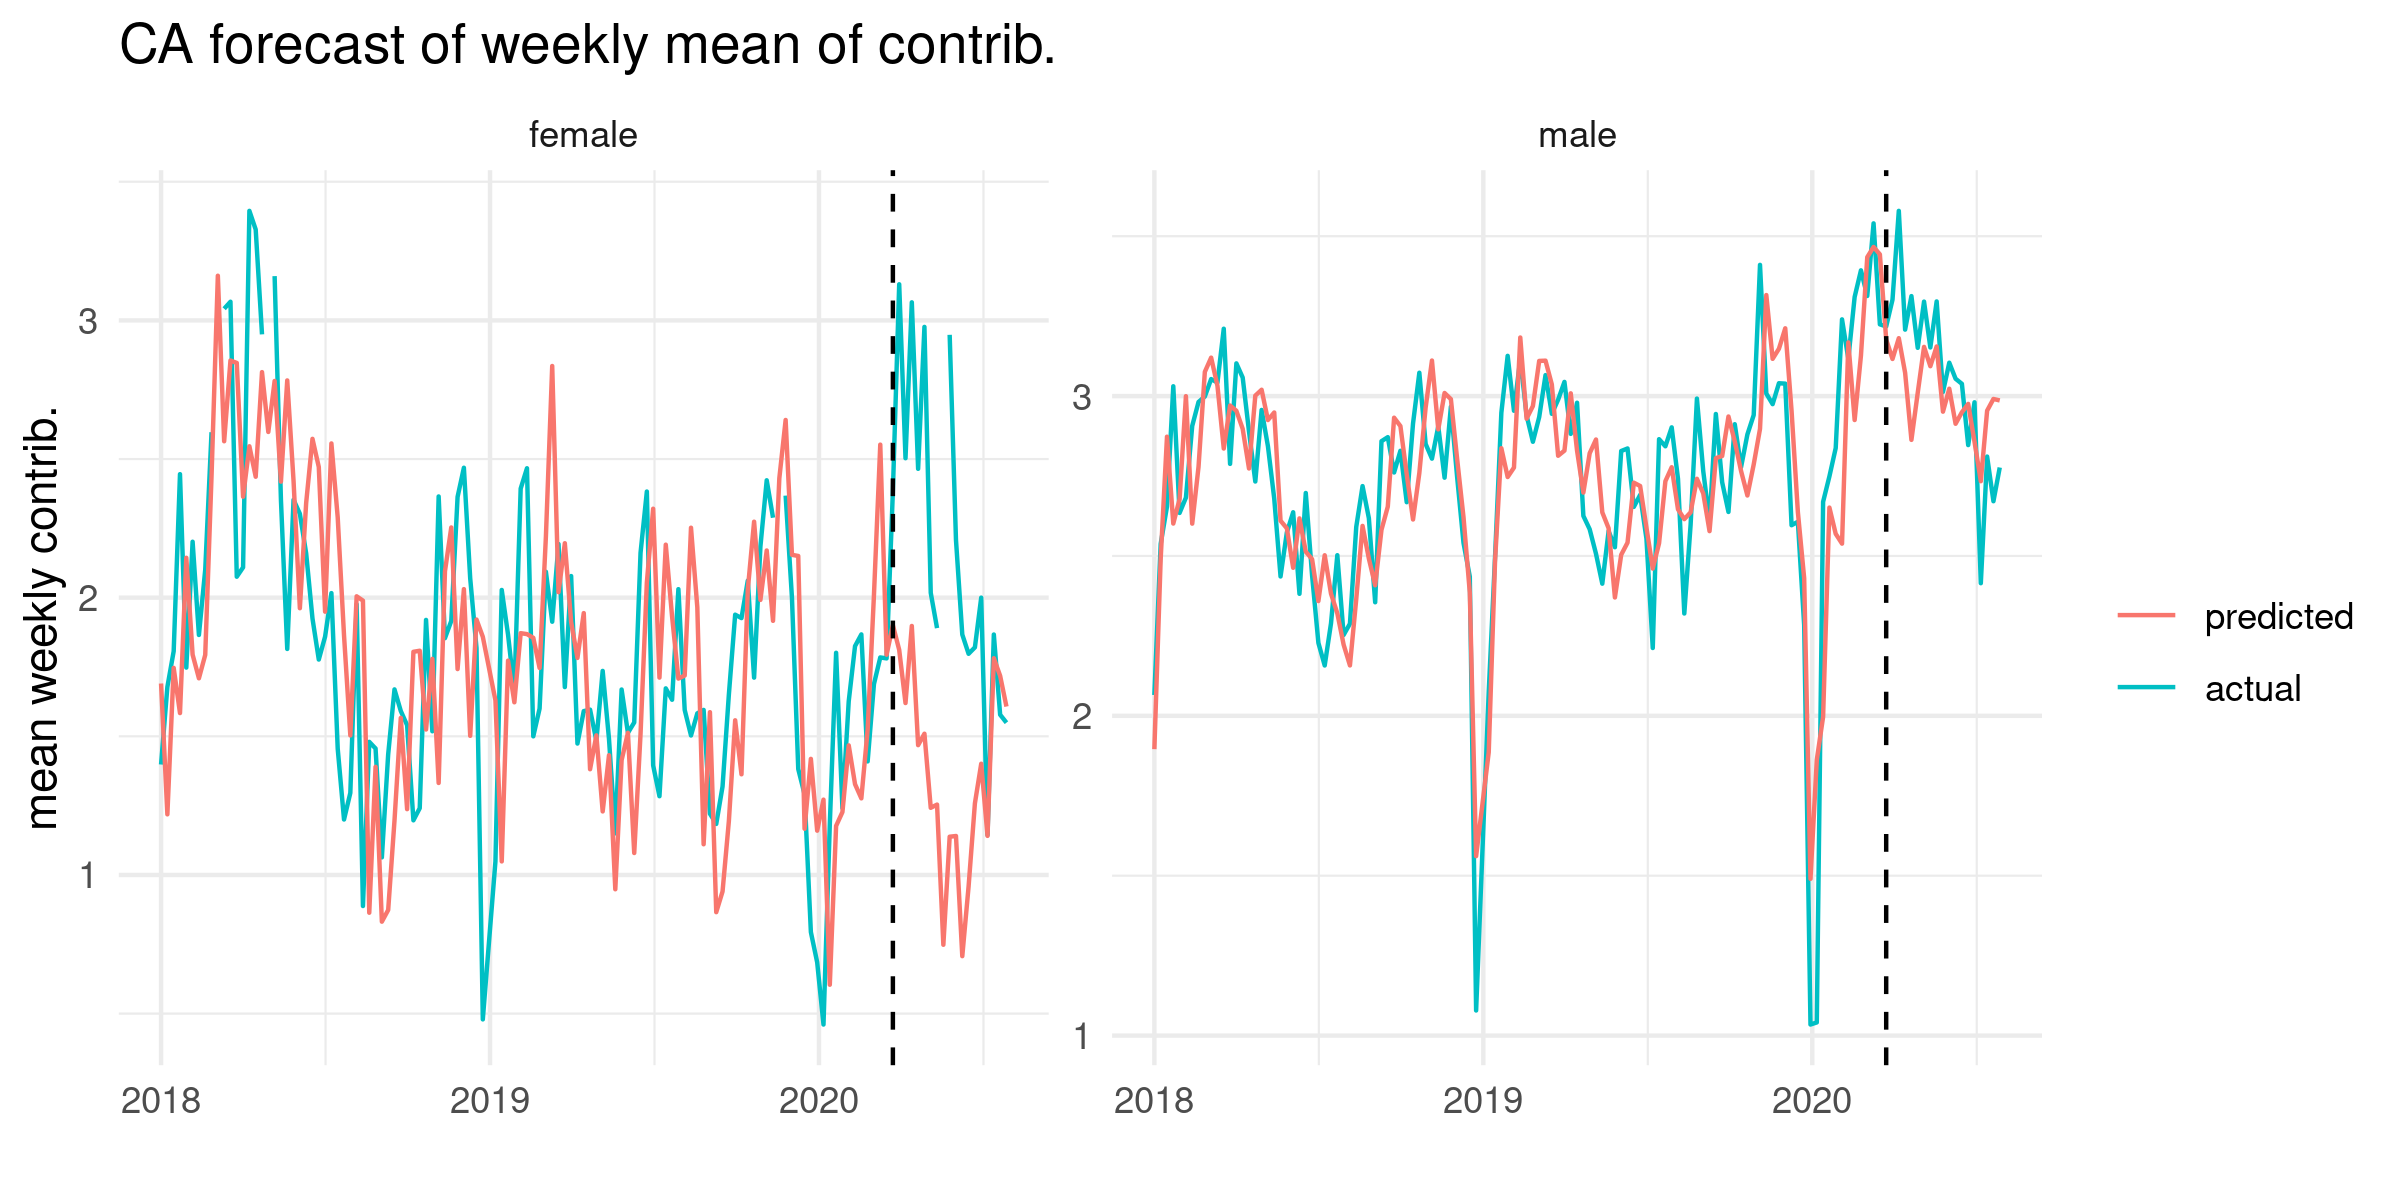 CA forecast of weekly mean of contrib.
female
male
mean weekly contrib.
3
2
1
3
2
1
2018
2019
2020
2018
2019
2020
predicted
actual